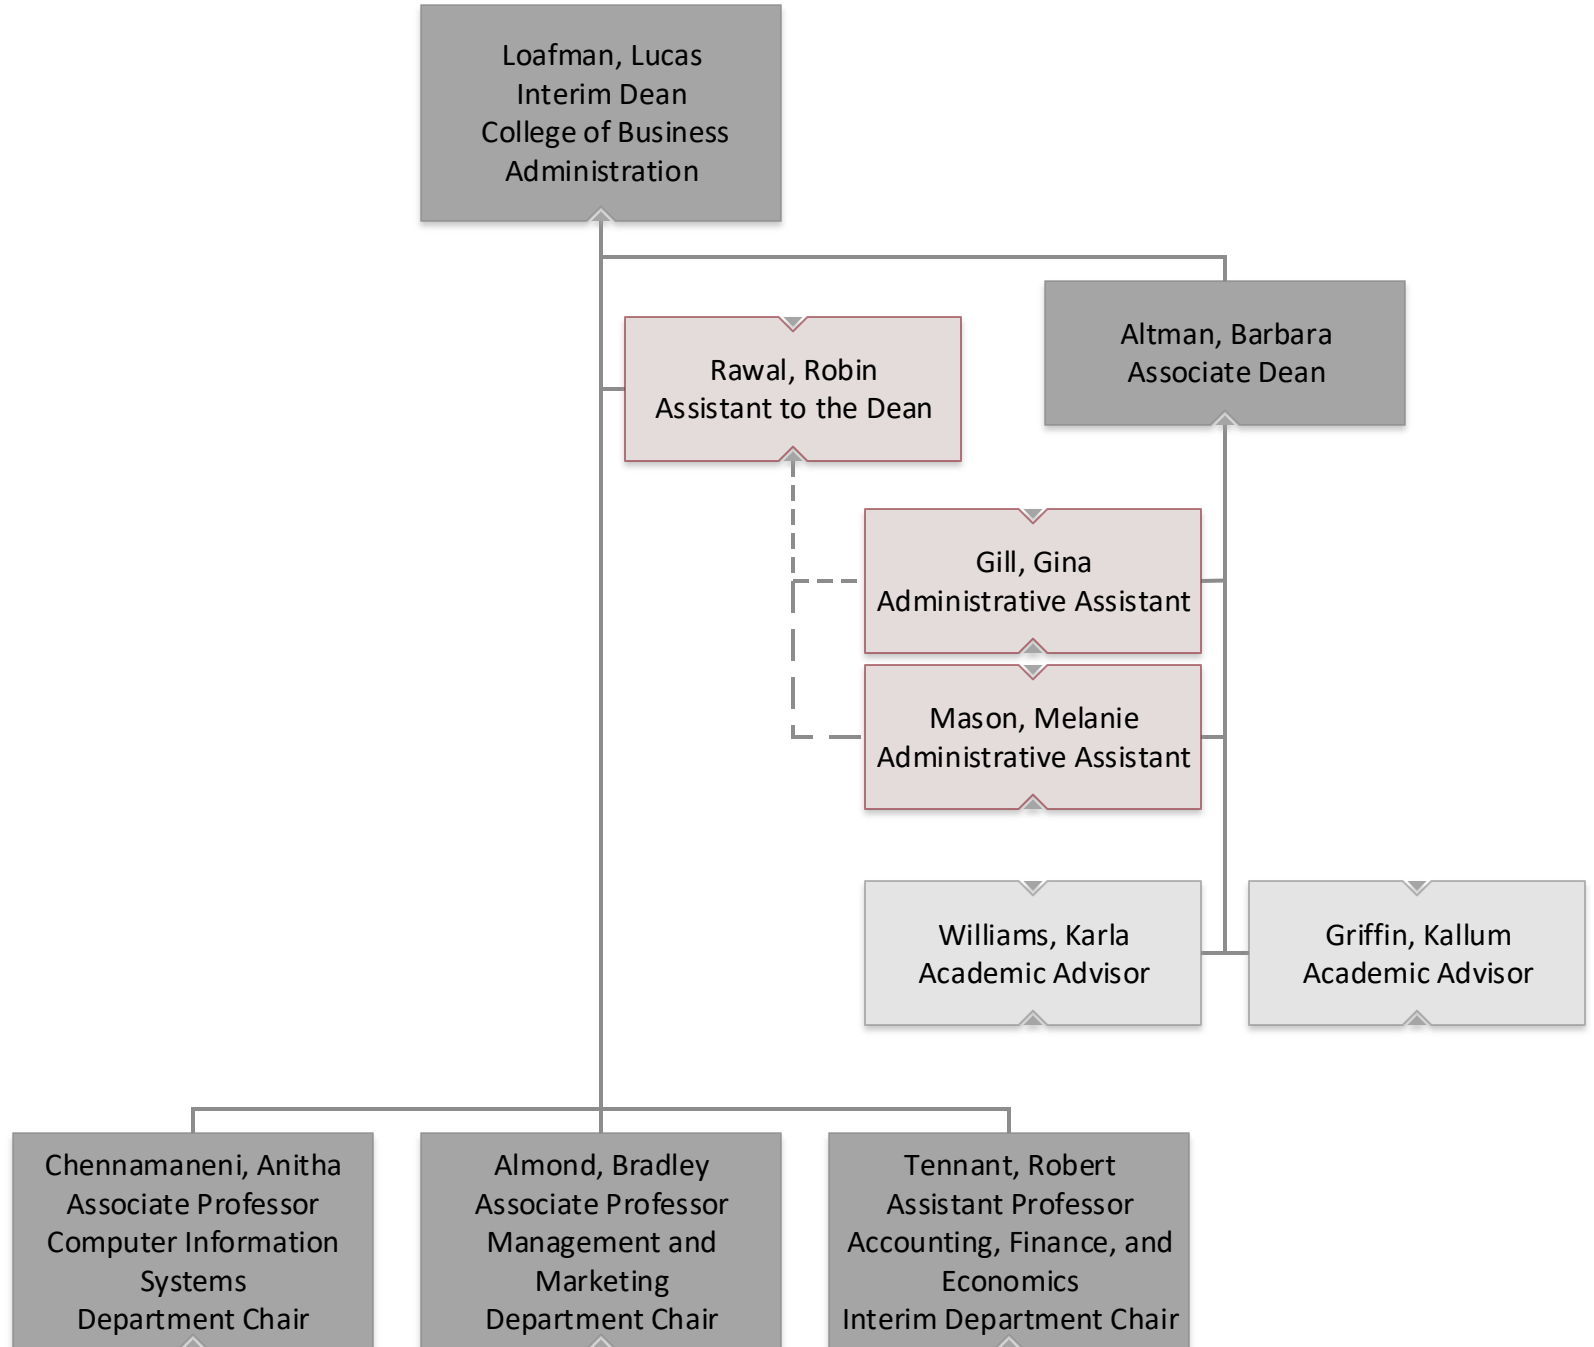 Loafman, Lucas
Interim Dean
College of Business
Administration
Rawal, Robin
Assistant to the Dean
Altman, Barbara
Associate Dean
Gill, Gina
Administrative Assistant
Mason, Melanie
Administrative Assistant
Williams, Karla
Academic Advisor
Griffin, Kallum
Academic Advisor
Chennamaneni, Anitha
Associate Professor
Computer Information
Systems
Department Chair
Almond, Bradley
Associate Professor
Management and
Marketing
Department Chair
Tennant, Robert
Assistant Professor
Accounting, Finance, and
Economics
Interim Department Chair